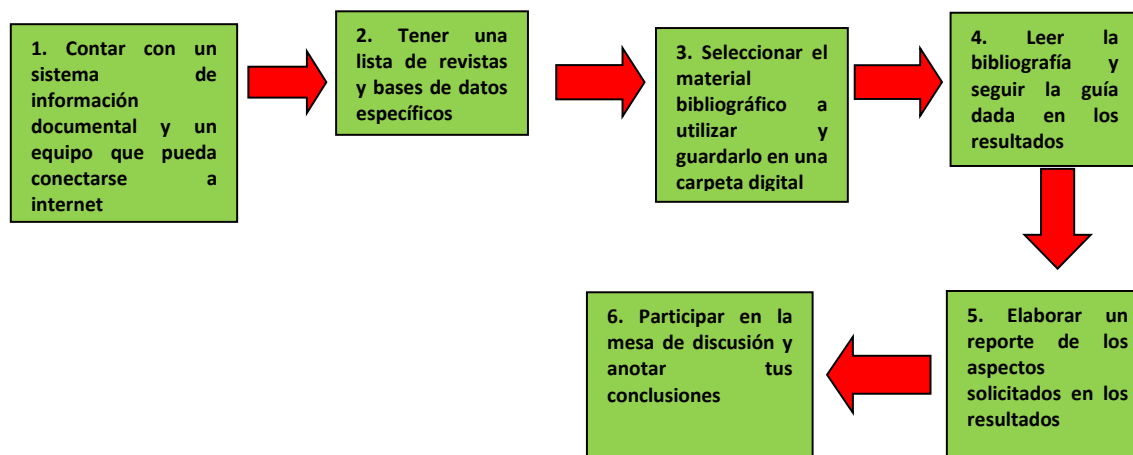 1. Contar con un
sistema de
información
documental y un
equipo que pueda
conectarse a
internet
2. Tener una
lista de revistas
y bases de datos
específicos
3. Seleccionar el
material
bibliográfico a
utilizar y
guardarlo en una
carpeta digital
4. Leer la
bibliografía y
seguir la guía
dada en los
resultados
5. Elaborar un
reporte de los
aspectos
solicitados en los
resultados
6. Participar en la
mesa de discusión y
anotar tus
conclusiones